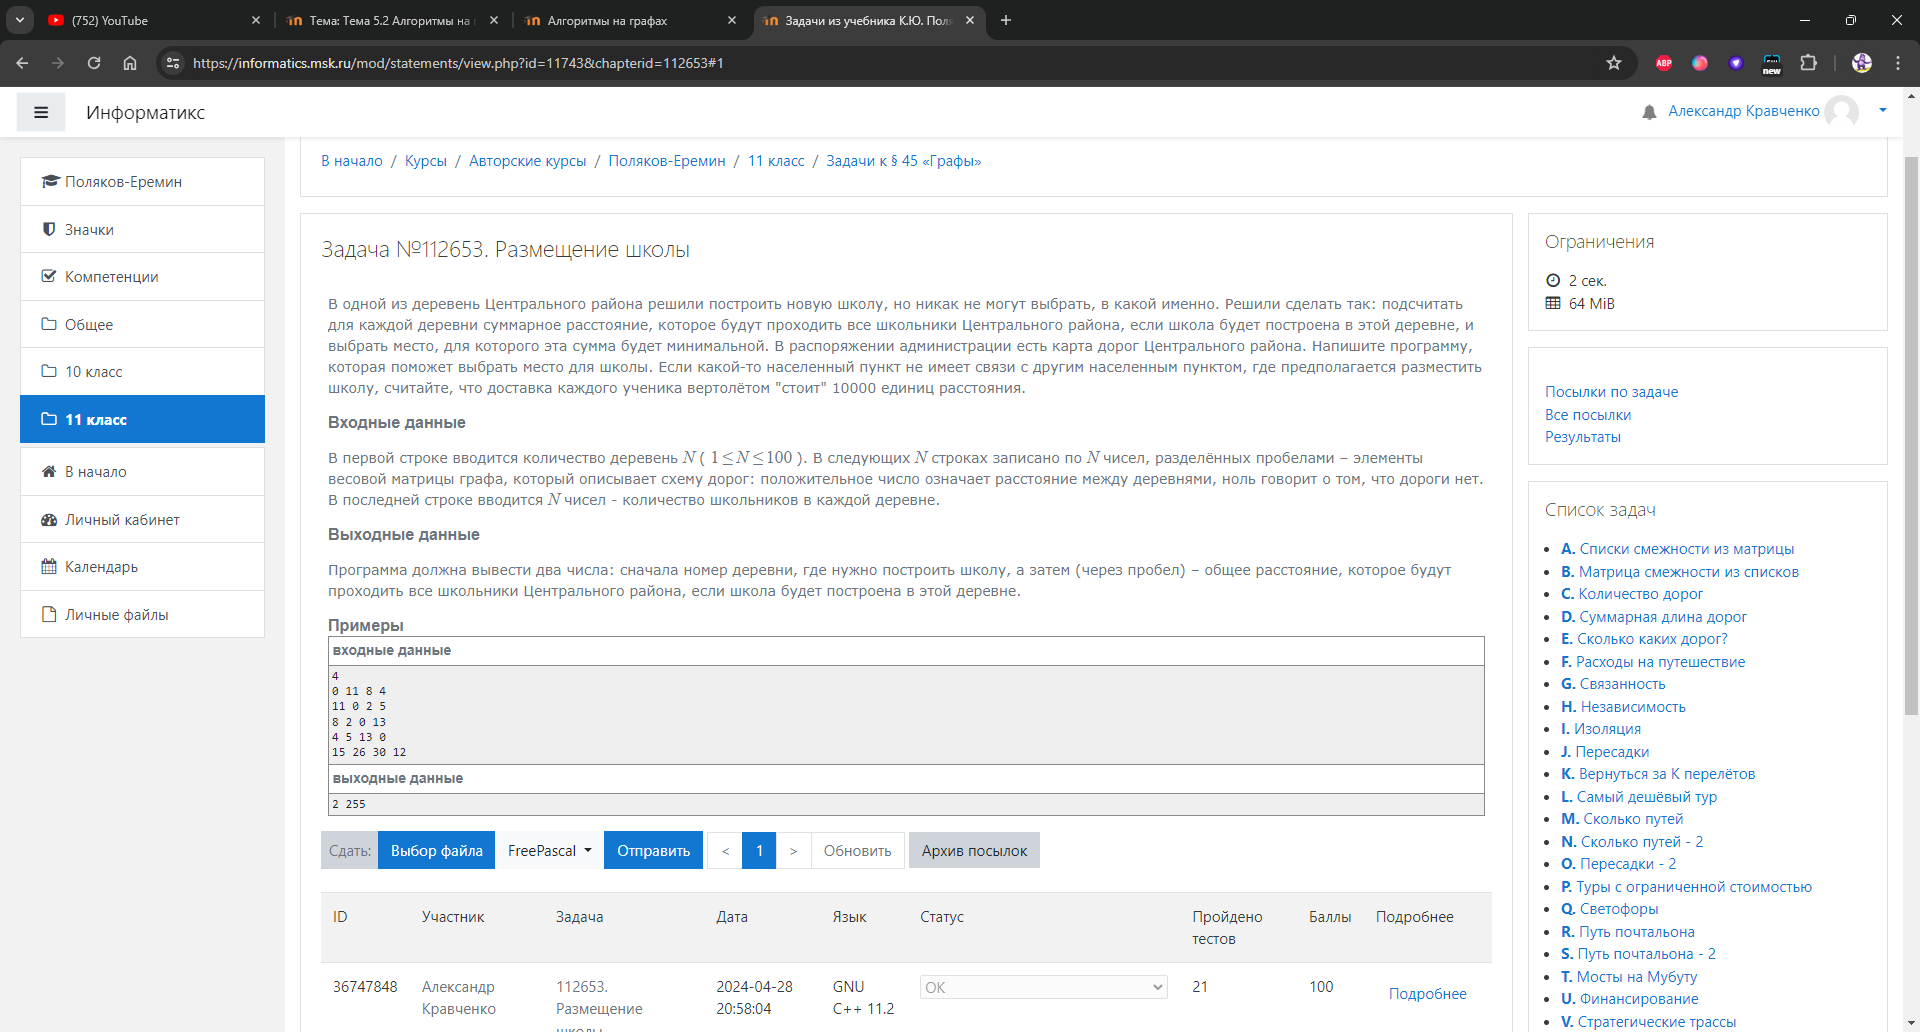 (752) YouTube
Тема: Тема 5.2 Алгоритмы на
Алгоритмы на графах
Задачи из учебника К.Ю. Пол
https://informatics.msk.ru/mod/statements/view.php?id=11743&chapterid=112653#1
ABP
new
Информатикс
Александр Кравченко
В начало / Курсы / Авторские курсы / Поляков-Еремин / 11 класс / Задачи к § 45 «Графы»
Поляков-Еремин
Значки
Компетенции
Общее
10 класс
11 класс
В начало
Личный кабинет
Календарь
Личные файлы
Задача №112653. Размещение школы
В одной из деревень Центрального района решили построить новую школу, но никак не могут выбрать, в какой именно. Решили сделать так: подсчитать
для каждой деревни суммарное расстояние, которое будут проходить все школьники Центрального района, если школа будет построена в этой деревне, и
выбрать место, для которого эта сумма будет минимальной. В распоряжении администрации есть карта дорог Центрального района. Напишите программу,
которая поможет выбрать место для школы. Если какой-то населенный пункт не имеет связи с другим населенным пунктом, где предполагается разместить
школу, считайте, что доставка каждого ученика вертолётом "стоит" 10000 единиц расстояния.
Входные данные
В первой строке вводится количество деревень N ( 1≤N≤100 ). В следующих N строках записано по N чисел, разделённых пробелами – элементы
весовой матрицы графа, который описывает схему дорог: положительное число означает расстояние между деревнями, ноль говорит о том, что дороги нет.
В последней строке вводится N чисел - количество школьников в каждой деревне.
Выходные данные
Программа должна вывести два числа: сначала номер деревни, где нужно построить школу, а затем (через пробел) – общее расстояние, которое будут
проходить все школьники Центрального района, если школа будет построена в этой деревне.
Примеры
входные данные
4
0 11 8 4
11 0 2 5
8 2 0 13
4 5 13 0
15 26 30 12
выходные данные
2 255
Сдать: Выбор файла FreePascal Отправить < 1 > Обновить Архив посылок
ID Участник Задача Дата Язык Статус Пройдено тестов Баллы Подробнее
36747848 Александр Кравченко 112653. Размещение 2024-04-28 20:58:04 GNU C++ 11.2 OK 21 100 Подробнее
Ограничения
2 сек.
64 MiB
Посылки по задаче
Все посылки
Результаты
Список задач
A. Списки смежности из матрицы
B. Матрица смежности из списков
C. Количество дорог
D. Суммарная длина дорог
E. Сколько каких дорог?
F. Расходы на путешествие
G. Связанность
H. Независимость
I. Изоляция
J. Пересадки
K. Вернуться за К перелётов
L. Самый дешёвый тур
M. Сколько путей
N. Сколько путей - 2
O. Пересадки - 2
P. Туры с ограниченной стоимостью
Q. Светофоры
R. Путь почтальона
S. Путь почтальона - 2
T. Мосты на Мубуту
U. Финансирование
V. Стратегические трассы